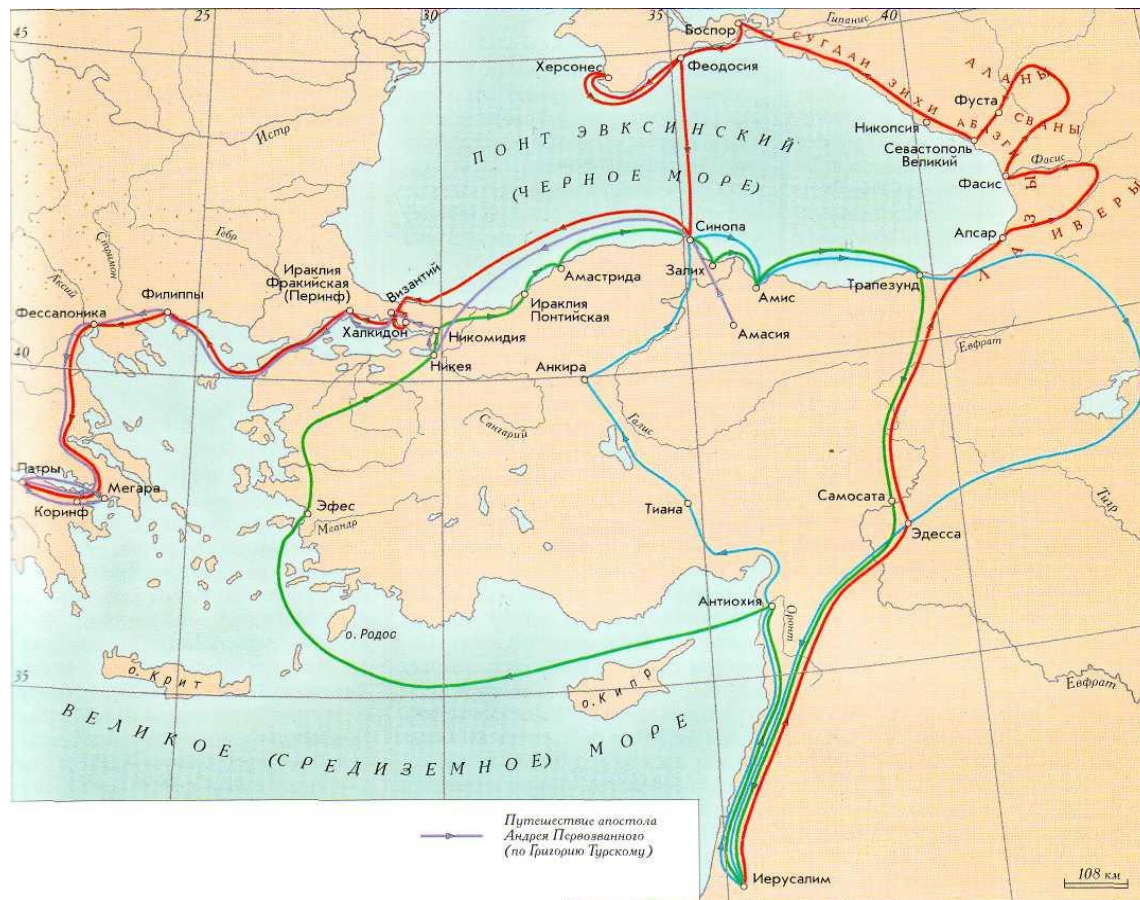 25
30
35
40
45
Гипанис
Боспор
СУГДАИ
ЗИХИ
АЛАНЫ
Херсонес
Феодосия
Фуста
СВАНЫ
АБАЗГИ
Никопсия
Севастополь
Великий
Истр
ПОНТ ЭВКСИНСКИЙ
(ЧЕРНОЕ МОРЕ)
Фасис
Фасис
ЛАЗЫ
ИВЕРЫ
Апсар
Синопа
Гебр
Стримон
Аксий
Ираклия
Фракийская
(Перинф)
Византий
Амастрида
Залих
Амис
Трапезунд
Филиппы
Фессалоника
Ираклия
Понтийская
Халкидон
Никомидия
Амасия
Никея
40
Анкира
Евфрат
Сангарий
Галис
Патры
Мегара
Коринф
Эфес
Меандр
Тиана
Самосата
Эдесса
Тигр
Антиохия
Оронт
о. Родос
о. Крит
35
о. Кипр
Евфрат
ВЕЛИКОЕ (СРЕДИЗЕМНОЕ) МОРЕ
Путешествие апостола
Андрея Первозванного
(по Григорию Турскому)
Иерусалим
108 км